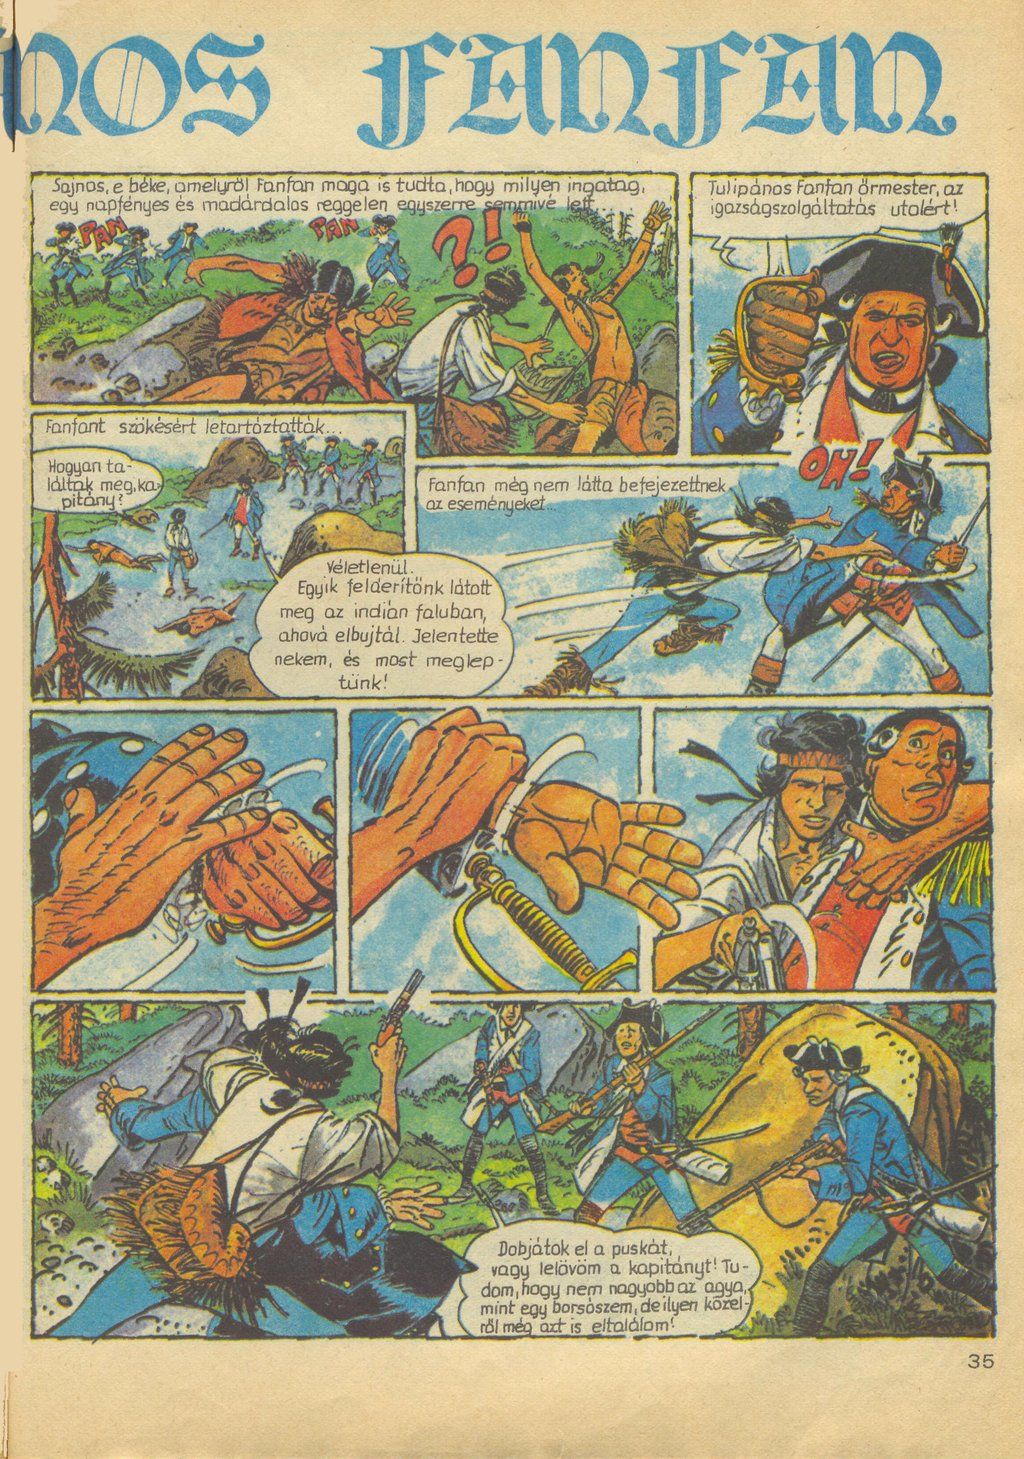 NOS FANFAN
Sajnos, e béke, amelyről Fanfan maga is tudta, hogy milyen ingatag,
egy napfényes és madárdalos reggelen egyszerre semmivé lett...
PAN
PAN
?!
Tulipános Fanfan őrmester, az
igazságszolgáltatás utolért!
Fanfant szökésért letartóztatták...
Hogyan ta-
láltak meg, ka-
pitány?
Véletlenül.
Egyik felderítőnk látott
meg az indián faluban,
ahová elbujtál. Jelentette
nekem, és most meglep-
tünk!
Fanfan még nem látta befejezettnek
az eseményeket...
OH!
Dobjátok el a puskát,
vagy lelövöm a kapitányt! Tu-
dom, hogy nem nagyobb az agya,
mint egy borsószem, de ilyen közel-
ről még azt is eltalálom!
35